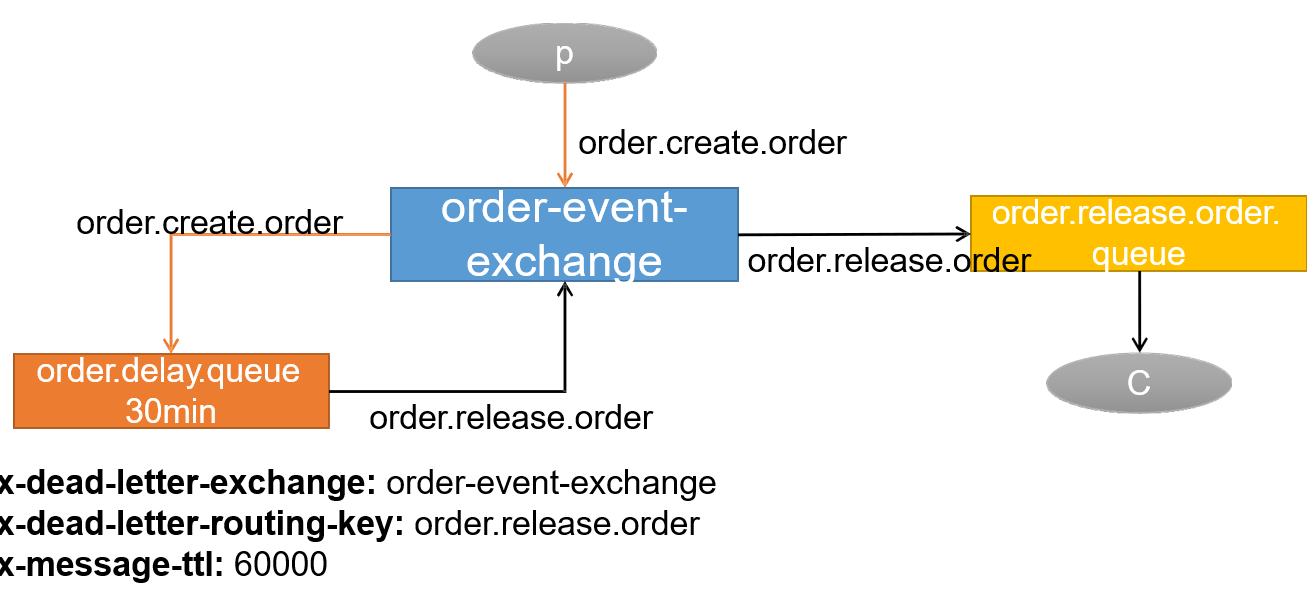 p
order.create.order
order-event-
exchange
order.create.order
order.release.order.
queue
order.release.order
order.delay.queue
30min
order.release.order
C
x-dead-letter-exchange: order-event-exchange
x-dead-letter-routing-key: order.release.order
x-message-ttl: 60000